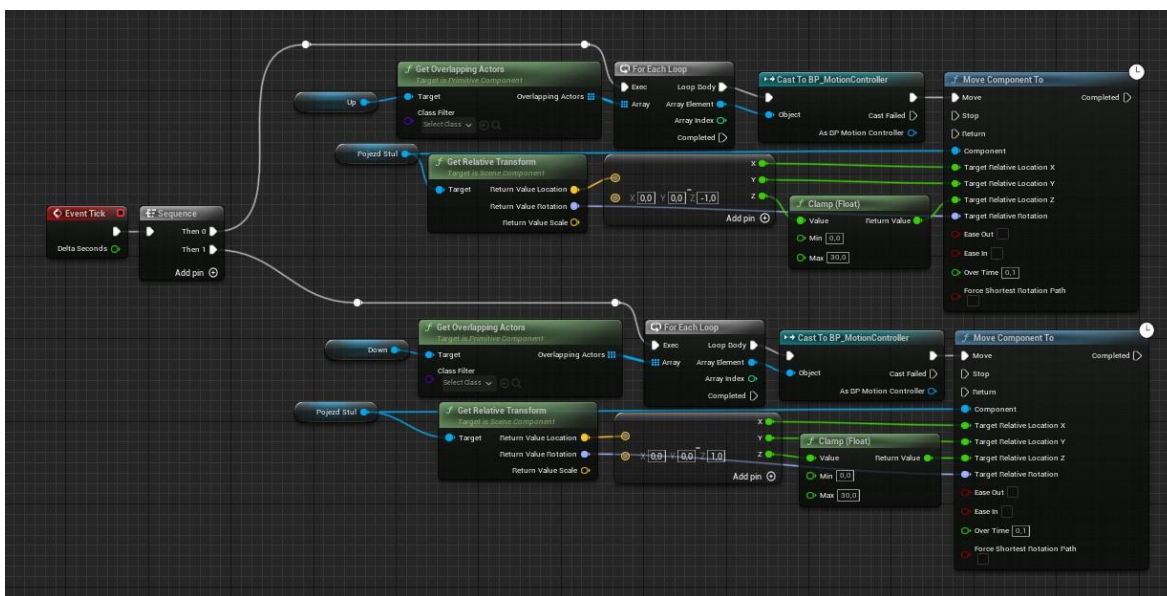 Get Overlapping Actors
Target is Primitive Component
Target
Overlapping Actors
Class Filter
Select Class
Up
For Each Loop
Exec
Loop Body
Array
Array Element
Array Index
Completed
Cast To BP_MotionController
Object
Cast Failed
As BP Motion Controller
Move Component To
Move
Completed
Stop
Return
Component
Target Relative Location X
Target Relative Location Y
Target Relative Location Z
Target Relative Rotation
Ease Out
Ease In
Over Time 0,1
Force Shortest Rotation Path
Pojezd Stul
Get Relative Transform
Target is Scene Component
Target
Return Value Location
Return Value Rotation
Return Value Scale
X
Y
X 0,0 Y 0,0 Z -1,0
Z
Add pin
Clamp (Float)
Value
Return Value
Min 0,0
Max 30,0
Event Tick
Delta Seconds
Sequence
Then 0
Then 1
Add pin
Get Overlapping Actors
Target is Primitive Component
Target
Overlapping Actors
Class Filter
Select Class
Down
For Each Loop
Exec
Loop Body
Array
Array Element
Array Index
Completed
Cast To BP_MotionController
Object
Cast Failed
As BP Motion Controller
Move Component To
Move
Completed
Stop
Return
Component
Target Relative Location X
Target Relative Location Y
Target Relative Location Z
Target Relative Rotation
Ease Out
Ease In
Over Time 0,1
Force Shortest Rotation Path
Pojezd Stul
Get Relative Transform
Target is Scene Component
Target
Return Value Location
Return Value Rotation
Return Value Scale
X
Y
X 0,0 Y 0,0 Z 1,0
Z
Add pin
Clamp (Float)
Value
Return Value
Min 0,0
Max 30,0